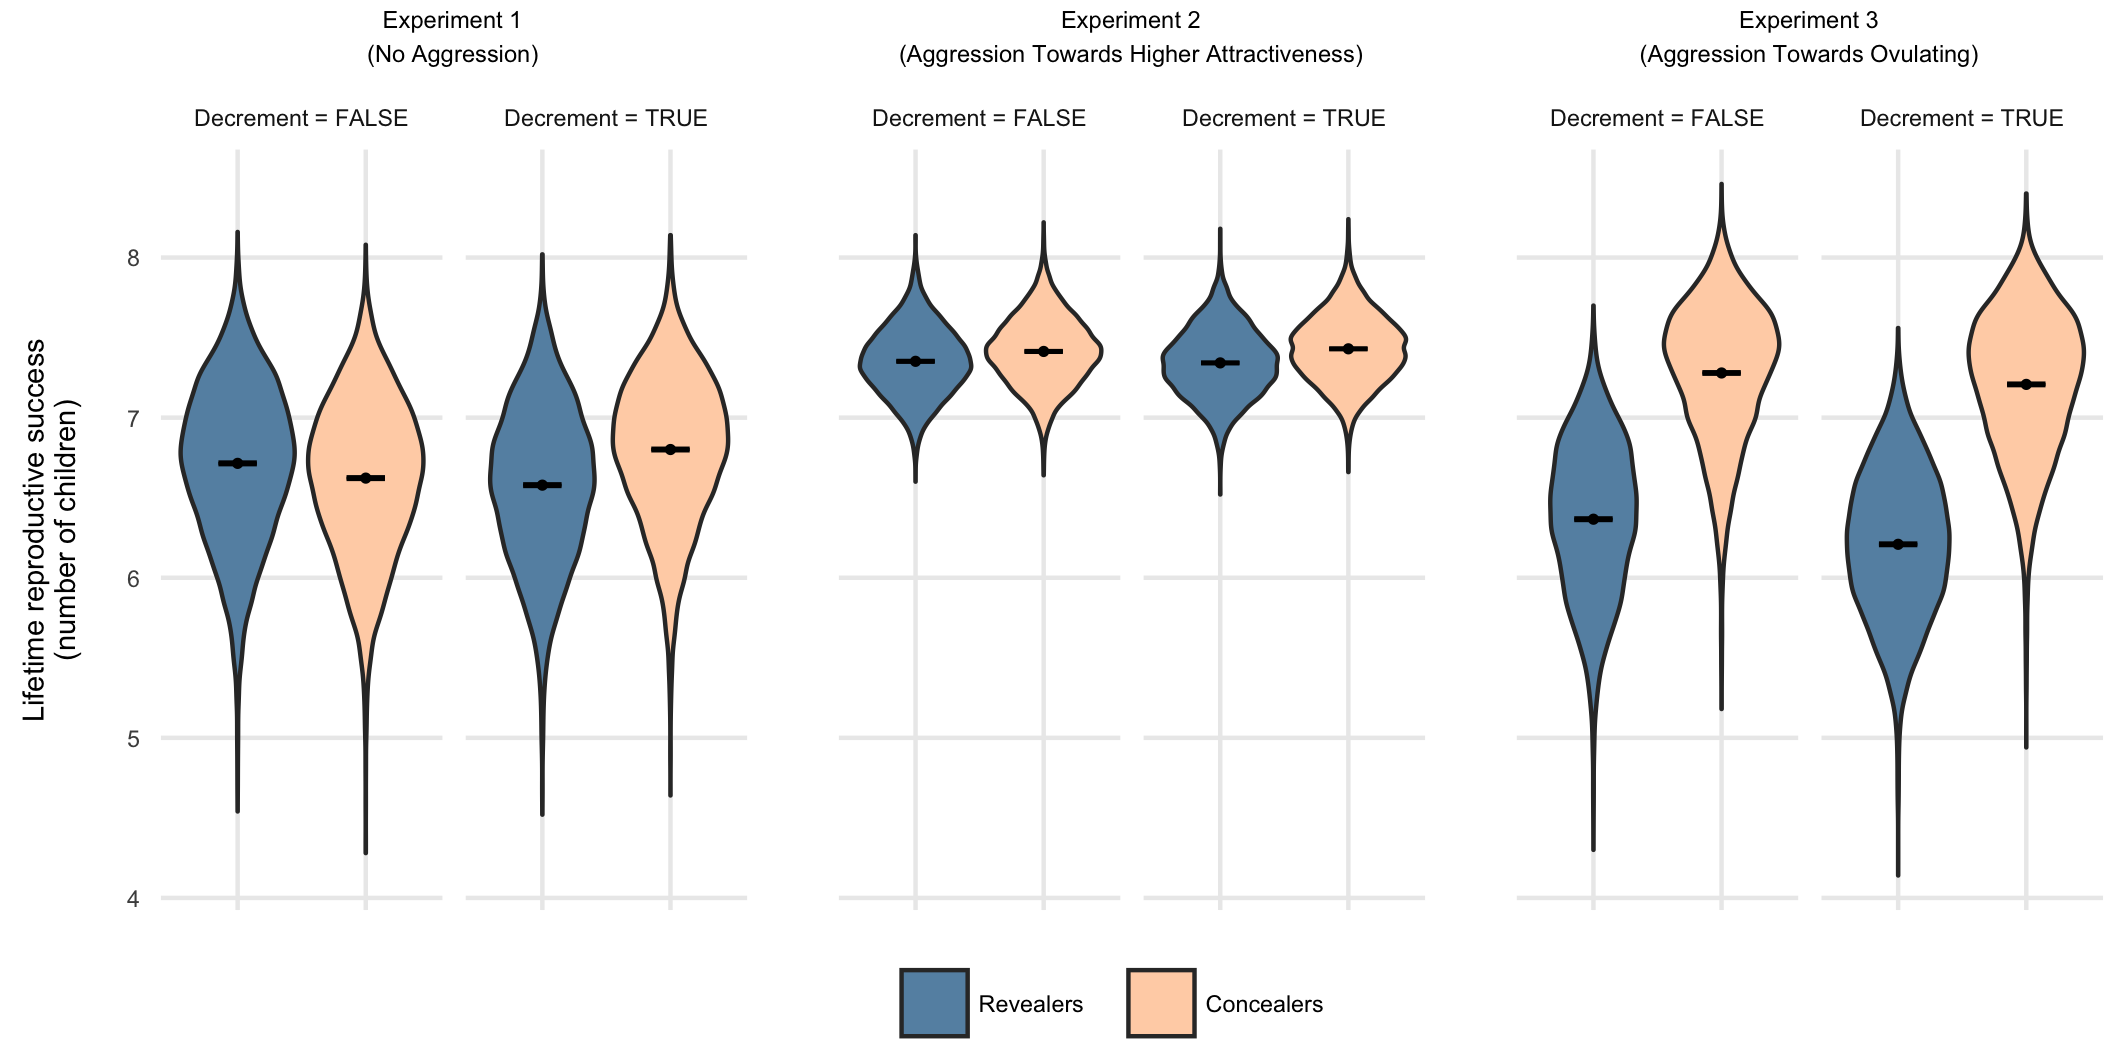 Experiment 1
(No Aggression)
Experiment 2
(Aggression Towards Higher Attractiveness)
Experiment 3
(Aggression Towards Ovulating)
Decrement = FALSE
Decrement = TRUE
Decrement = FALSE
Decrement = TRUE
Decrement = FALSE
Decrement = TRUE
Lifetime reproductive success
(number of children)
8
7
6
5
4
Revealers
Concealers